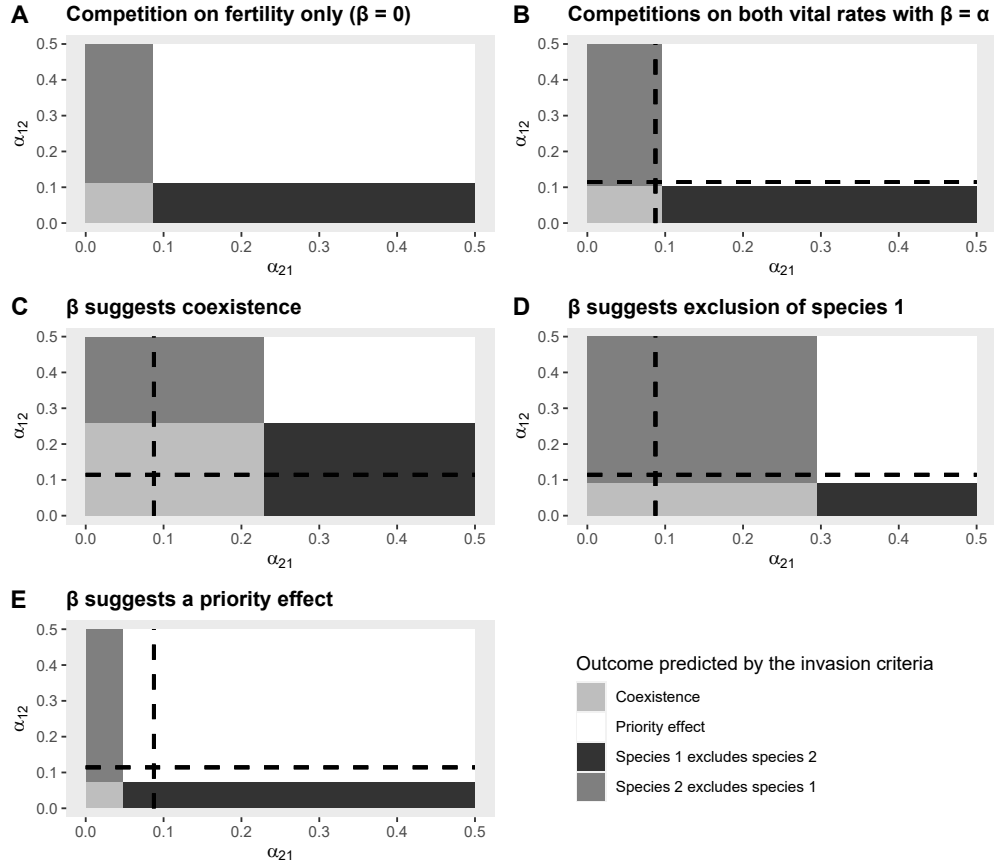 A Competition on fertility only (β = 0)
0.5
0.4
0.3
0.2
0.1
0.0
α12
0.0 0.1 0.2 0.3 0.4 0.5
α21
B Competitions on both vital rates with β = α
0.5
0.4
0.3
0.2
0.1
0.0
α12
0.0 0.1 0.2 0.3 0.4 0.5
α21
C β suggests coexistence
0.5
0.4
0.3
0.2
0.1
0.0
α12
0.0 0.1 0.2 0.3 0.4 0.5
α21
D β suggests exclusion of species 1
0.5
0.4
0.3
0.2
0.1
0.0
α12
0.0 0.1 0.2 0.3 0.4 0.5
α21
E β suggests a priority effect
0.5
0.4
0.3
0.2
0.1
0.0
α12
0.0 0.1 0.2 0.3 0.4 0.5
α21
Outcome predicted by the invasion criteria
Coexistence
Priority effect
Species 1 excludes species 2
Species 2 excludes species 1